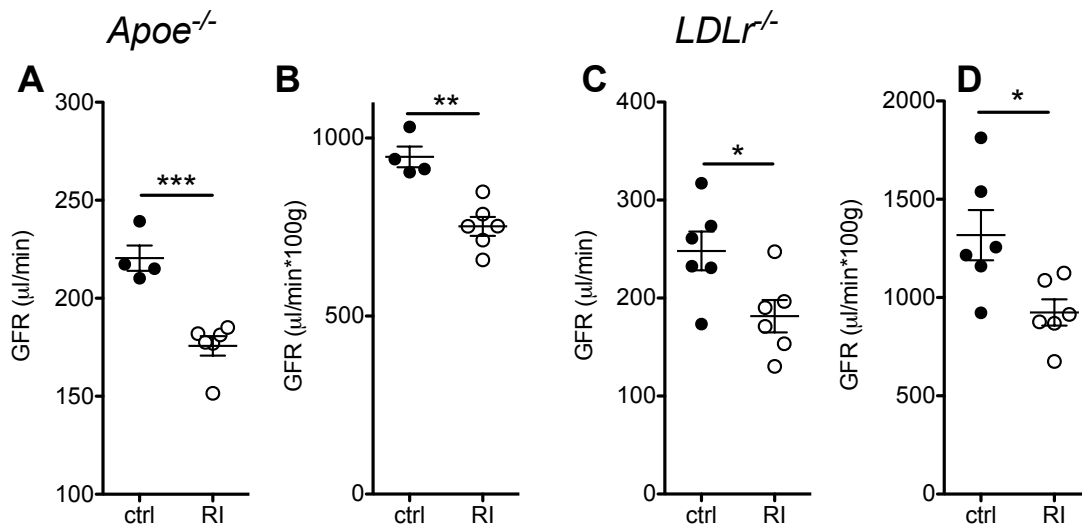 Apoe-/-
LDLr-/-
A
B
C
D
300
250
200
150
100
GFR (µl/min)
***
ctrl
RI
1000
500
0
GFR (µl/min*100g)
**
ctrl
RI
400
300
200
100
0
GFR (µl/min)
*
ctrl
RI
2000
1500
1000
500
0
GFR (µl/min*100g)
*
ctrl
RI